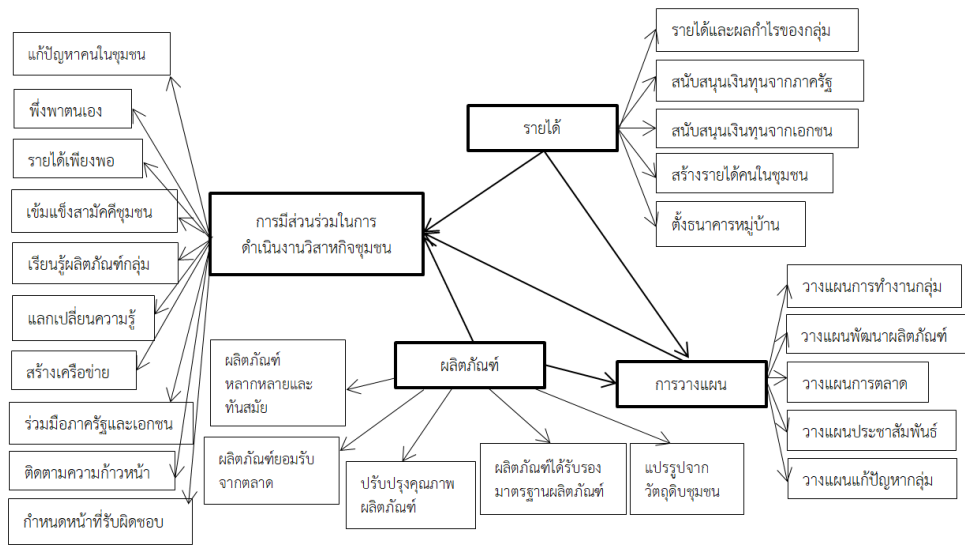 แก้ปัญหาคนในชุมชน
พึ่งพาตนเอง
รายได้เพียงพอ
เข้มแข็งสามัคคีชุมชน
เรียนรู้ผลิตภัณฑ์กลุ่ม
แลกเปลี่ยนความรู้
สร้างเครือข่าย
ร่วมมือภาครัฐและเอกชน
ติดตามความก้าวหน้า
กำหนดหน้าที่รับผิดชอบ
การมีส่วนร่วมในการ
ดำเนินงานวิสาหกิจชุมชน
รายได้
รายได้และผลกำไรของกลุ่ม
สนับสนุนเงินทุนจากภาครัฐ
สนับสนุนเงินทุนจากเอกชน
สร้างรายได้คนในชุมชน
ตั้งธนาคารหมู่บ้าน
ผลิตภัณฑ์
ผลิตภัณฑ์
หลากหลายและ
ทันสมัย
ผลิตภัณฑ์ยอมรับ
จากตลาด
ปรับปรุงคุณภาพ
ผลิตภัณฑ์
ผลิตภัณฑ์ได้รับรอง
มาตรฐานผลิตภัณฑ์
แปรรูปจาก
วัตถุดิบชุมชน
การวางแผน
วางแผนการทำงานกลุ่ม
วางแผนพัฒนาผลิตภัณฑ์
วางแผนการตลาด
วางแผนประชาสัมพันธ์
วางแผนแก้ปัญหากลุ่ม